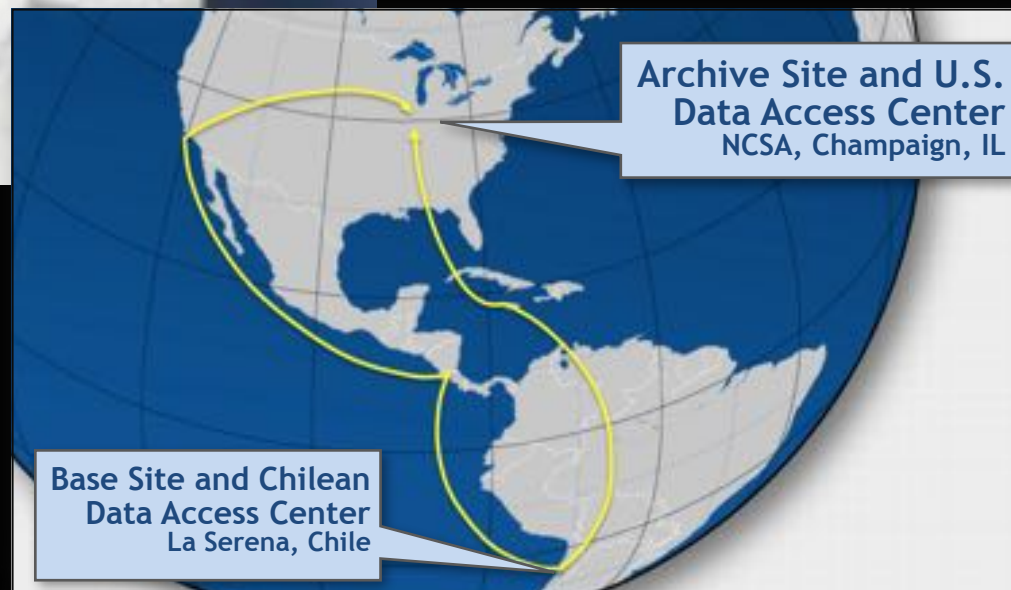 Archive Site and U.S.
Data Access Center
NCSA, Champaign, IL
Base Site and Chilean
Data Access Center
La Serena, Chile